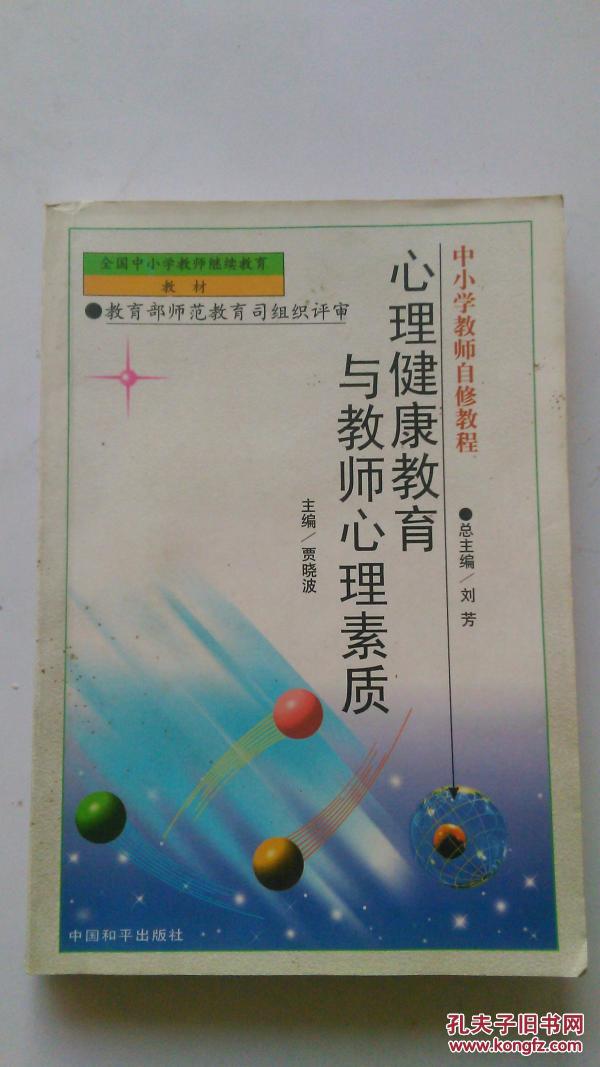 全国中小学教师继续教育
教 材
●教育部师范教育司组织评审
中小学教师自修教程
●总主编／刘 芳
心理健康教育
与教师心理素质
主编／贾晓波
中国和平出版社
孔夫子旧书网
www.kongfz.com